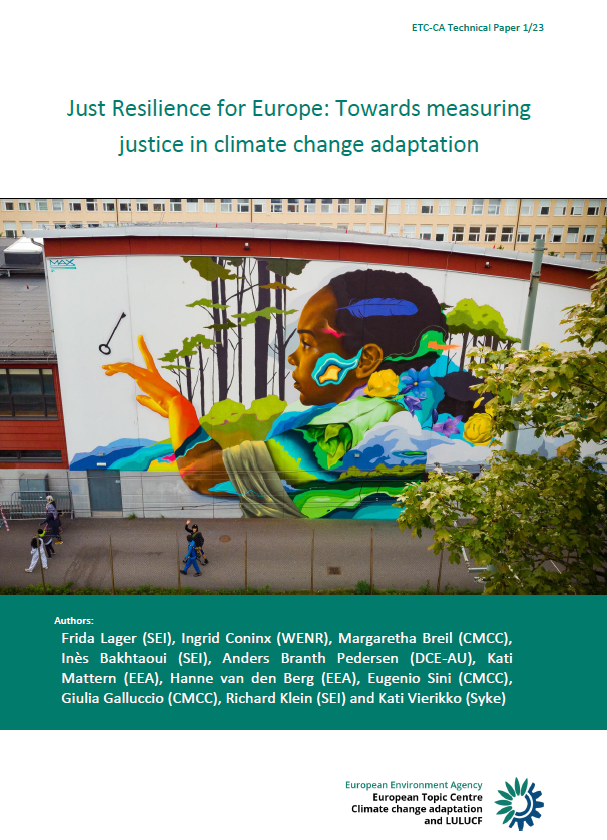 ETC-CA Technical Paper 1/23
Just Resilience for Europe: Towards measuring
justice in climate change adaptation
MAX
Authors:
Frida Lager (SEI), Ingrid Coninx (WENR), Margaretha Breil (CMCC),
Inès Bakhtaoui (SEI), Anders Branth Pedersen (DCE-AU), Kati
Mattern (EEA), Hanne van den Berg (EEA), Eugenio Sini (CMCC),
Giulia Galluccio (CMCC), Richard Klein (SEI) and Kati Vierikko (Syke)
European Environment Agency
European Topic Centre
Climate change adaptation
and LULUCF